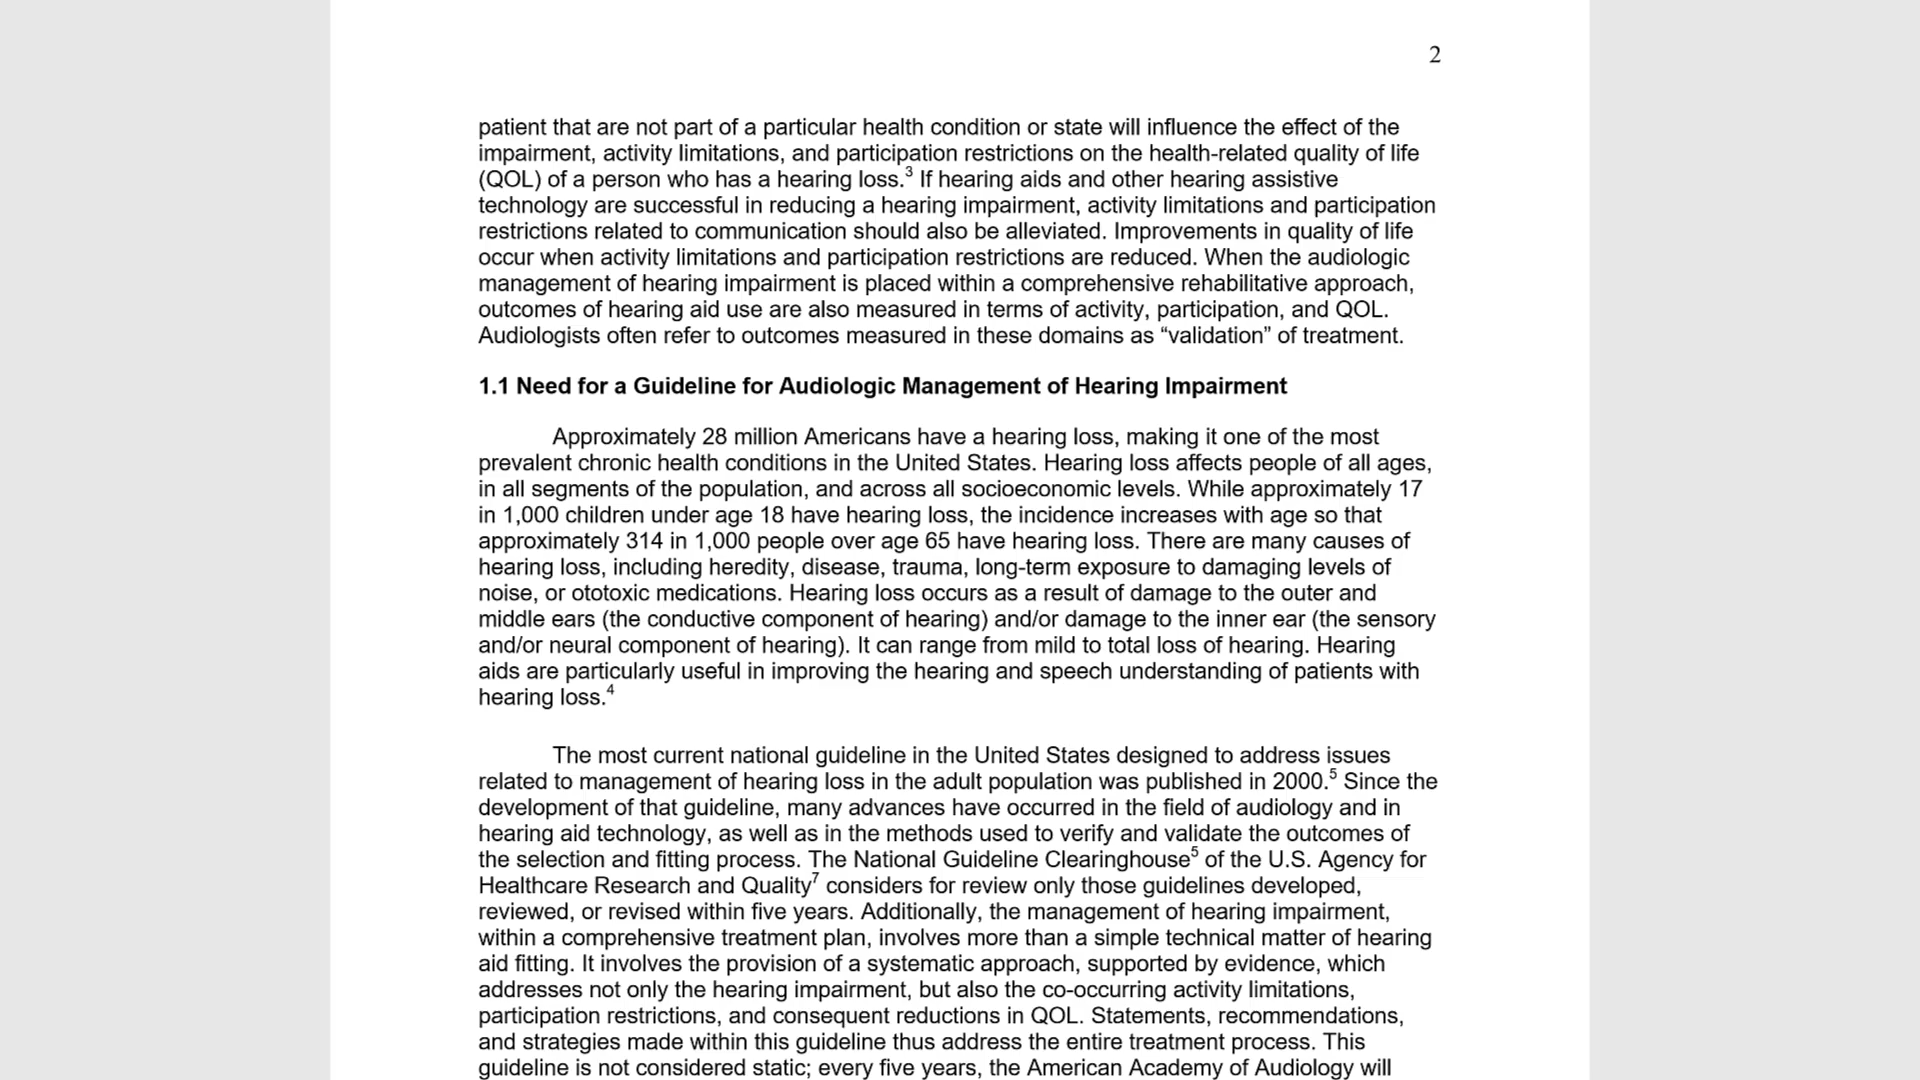 2
patient that are not part of a particular health condition or state will influence the effect of the
impairment, activity limitations, and participation restrictions on the health-related quality of life
(QOL) of a person who has a hearing loss.³ If hearing aids and other hearing assistive
technology are successful in reducing a hearing impairment, activity limitations and participation
restrictions related to communication should also be alleviated. Improvements in quality of life
occur when activity limitations and participation restrictions are reduced. When the audiologic
management of hearing impairment is placed within a comprehensive rehabilitative approach,
outcomes of hearing aid use are also measured in terms of activity, participation, and QOL.
Audiologists often refer to outcomes measured in these domains as “validation” of treatment.
1.1 Need for a Guideline for Audiologic Management of Hearing Impairment
Approximately 28 million Americans have a hearing loss, making it one of the most
prevalent chronic health conditions in the United States. Hearing loss affects people of all ages,
in all segments of the population, and across all socioeconomic levels. While approximately 17
in 1,000 children under age 18 have hearing loss, the incidence increases with age so that
approximately 314 in 1,000 people over age 65 have hearing loss. There are many causes of
hearing loss, including heredity, disease, trauma, long-term exposure to damaging levels of
noise, or ototoxic medications. Hearing loss occurs as a result of damage to the outer and
middle ears (the conductive component of hearing) and/or damage to the inner ear (the sensory
and/or neural component of hearing). It can range from mild to total loss of hearing. Hearing
aids are particularly useful in improving the hearing and speech understanding of patients with
hearing loss.⁴
The most current national guideline in the United States designed to address issues
related to management of hearing loss in the adult population was published in 2000.⁵ Since the
development of that guideline, many advances have occurred in the field of audiology and in
hearing aid technology, as well as in the methods used to verify and validate the outcomes of
the selection and fitting process. The National Guideline Clearinghouse⁵ of the U.S. Agency for
Healthcare Research and Quality⁷ considers for review only those guidelines developed,
reviewed, or revised within five years. Additionally, the management of hearing impairment,
within a comprehensive treatment plan, involves more than a simple technical matter of hearing
aid fitting. It involves the provision of a systematic approach, supported by evidence, which
addresses not only the hearing impairment, but also the co-occurring activity limitations,
participation restrictions, and consequent reductions in QOL. Statements, recommendations,
and strategies made within this guideline thus address the entire treatment process. This
guideline is not considered static; every five years, the American Academy of Audiology will